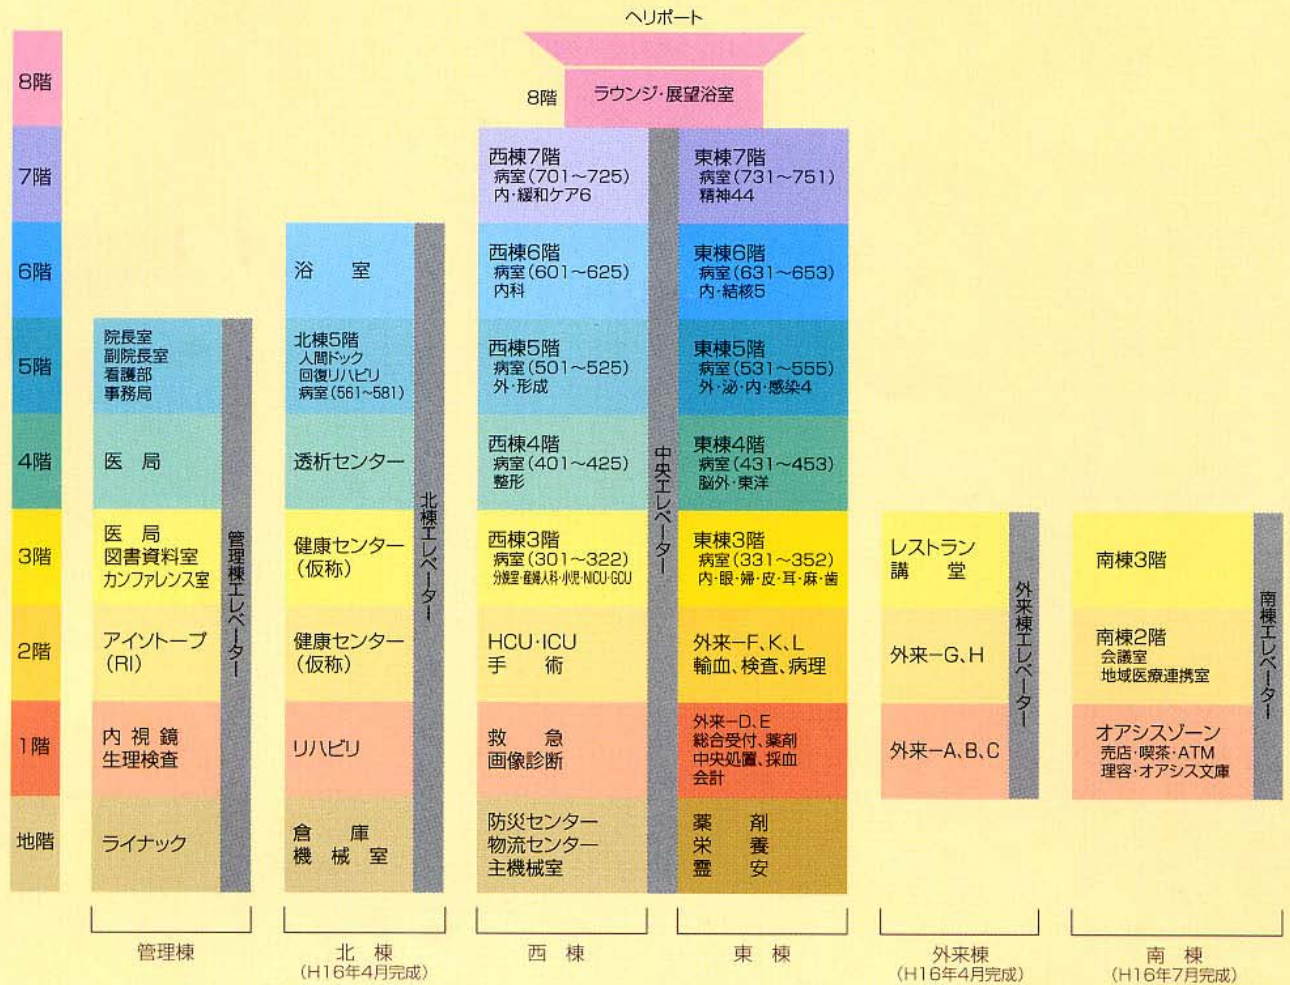 ヘリポート
8階
8階
ラウンジ・展望浴室
7階
西棟7階
病室(701〜725)
内・緩和ケア6
東棟7階
病室(731〜751)
精神44
6階
浴 室
西棟6階
病室(601〜625)
内科
東棟6階
病室(631〜653)
内・結核5
5階
院長室
副院長室
看護部
事務局
北棟5階
人間ドック
回復リハビリ
病室(561〜581)
西棟5階
病室(501〜525)
外・形成
東棟5階
病室(531〜555)
外・泌・内・感染4
4階
医 局
透析センター
西棟4階
病室(401〜425)
整形
東棟4階
病室(431〜453)
脳外・東洋
3階
医 局
図書資料室
カンファレンス室
健康センター
(仮称)
西棟3階
病室(301〜322)
分娩室・産婦人科・小児・NICU・GCU
東棟3階
病室(331〜352)
内・眼・婦・皮・耳・麻・歯
レストラン
講 堂
南棟3階
2階
アイソトープ
(RI)
健康センター
(仮称)
HCU・ICU
手 術
外来ーF、K、L
輸血、検査、病理
外来ーG、H
南棟2階
会議室
地域医療連携室
1階
内 視 鏡
生理検査
リハビリ
救 急
画像診断
外来ーD、E
総合受付、薬剤
中央処置、採血
会計
外来ーA、B、C
オアシスゾーン
売店・喫茶・ATM
理容・オアシス文庫
地階
ライナック
倉 庫
機 械 室
防災センター
物流センター
主機械室
薬 剤
栄 養
霊 安
管理棟エレベーター
北棟エレベーター
中央エレベーター
外来棟エレベーター
南棟エレベーター
管理棟
北 棟
(H16年4月完成)
西 棟
東 棟
外来棟
(H16年4月完成)
南 棟
(H16年7月完成)